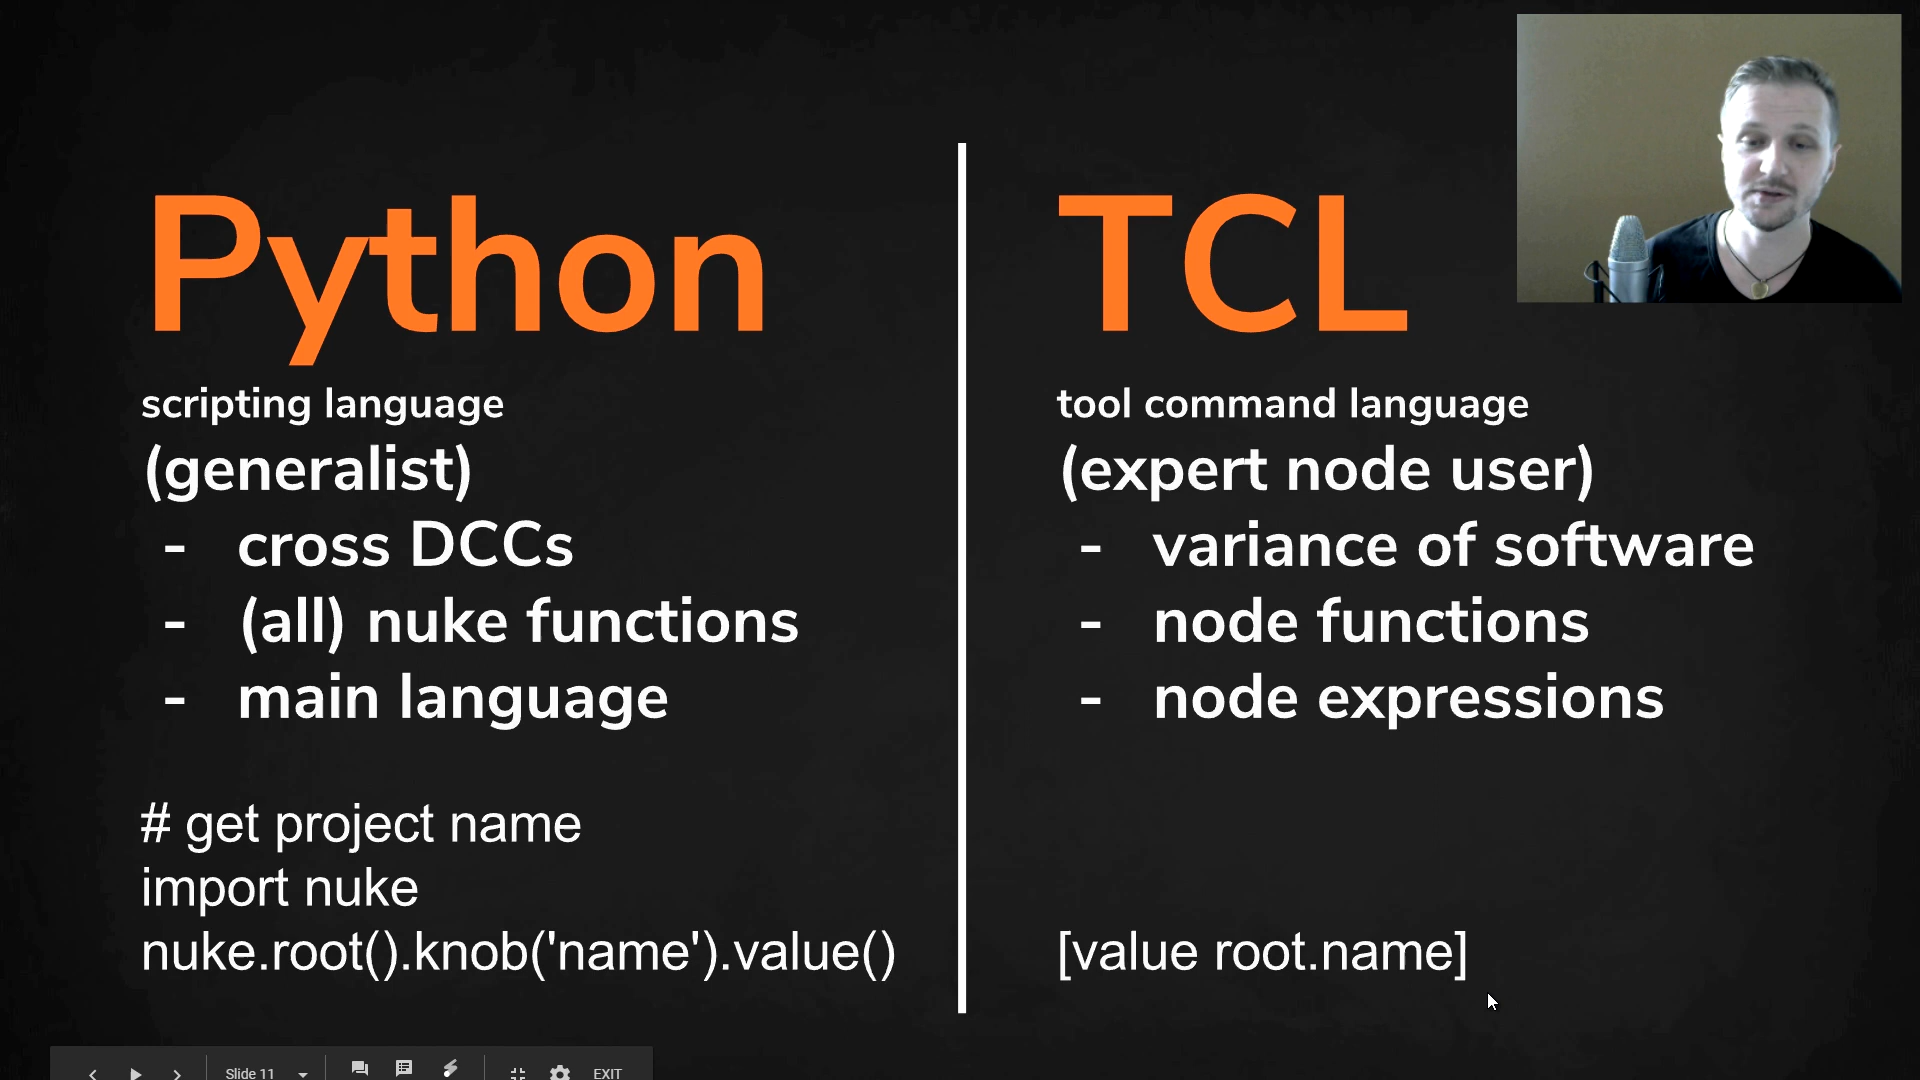 Python
scripting language
(generalist)
- cross DCCs
- (all) nuke functions
- main language
# get project name
import nuke
nuke.root().knob('name').value()
TCL
tool command language
(expert node user)
- variance of software
- node functions
- node expressions
[value root.name]
Slide 11
EXIT